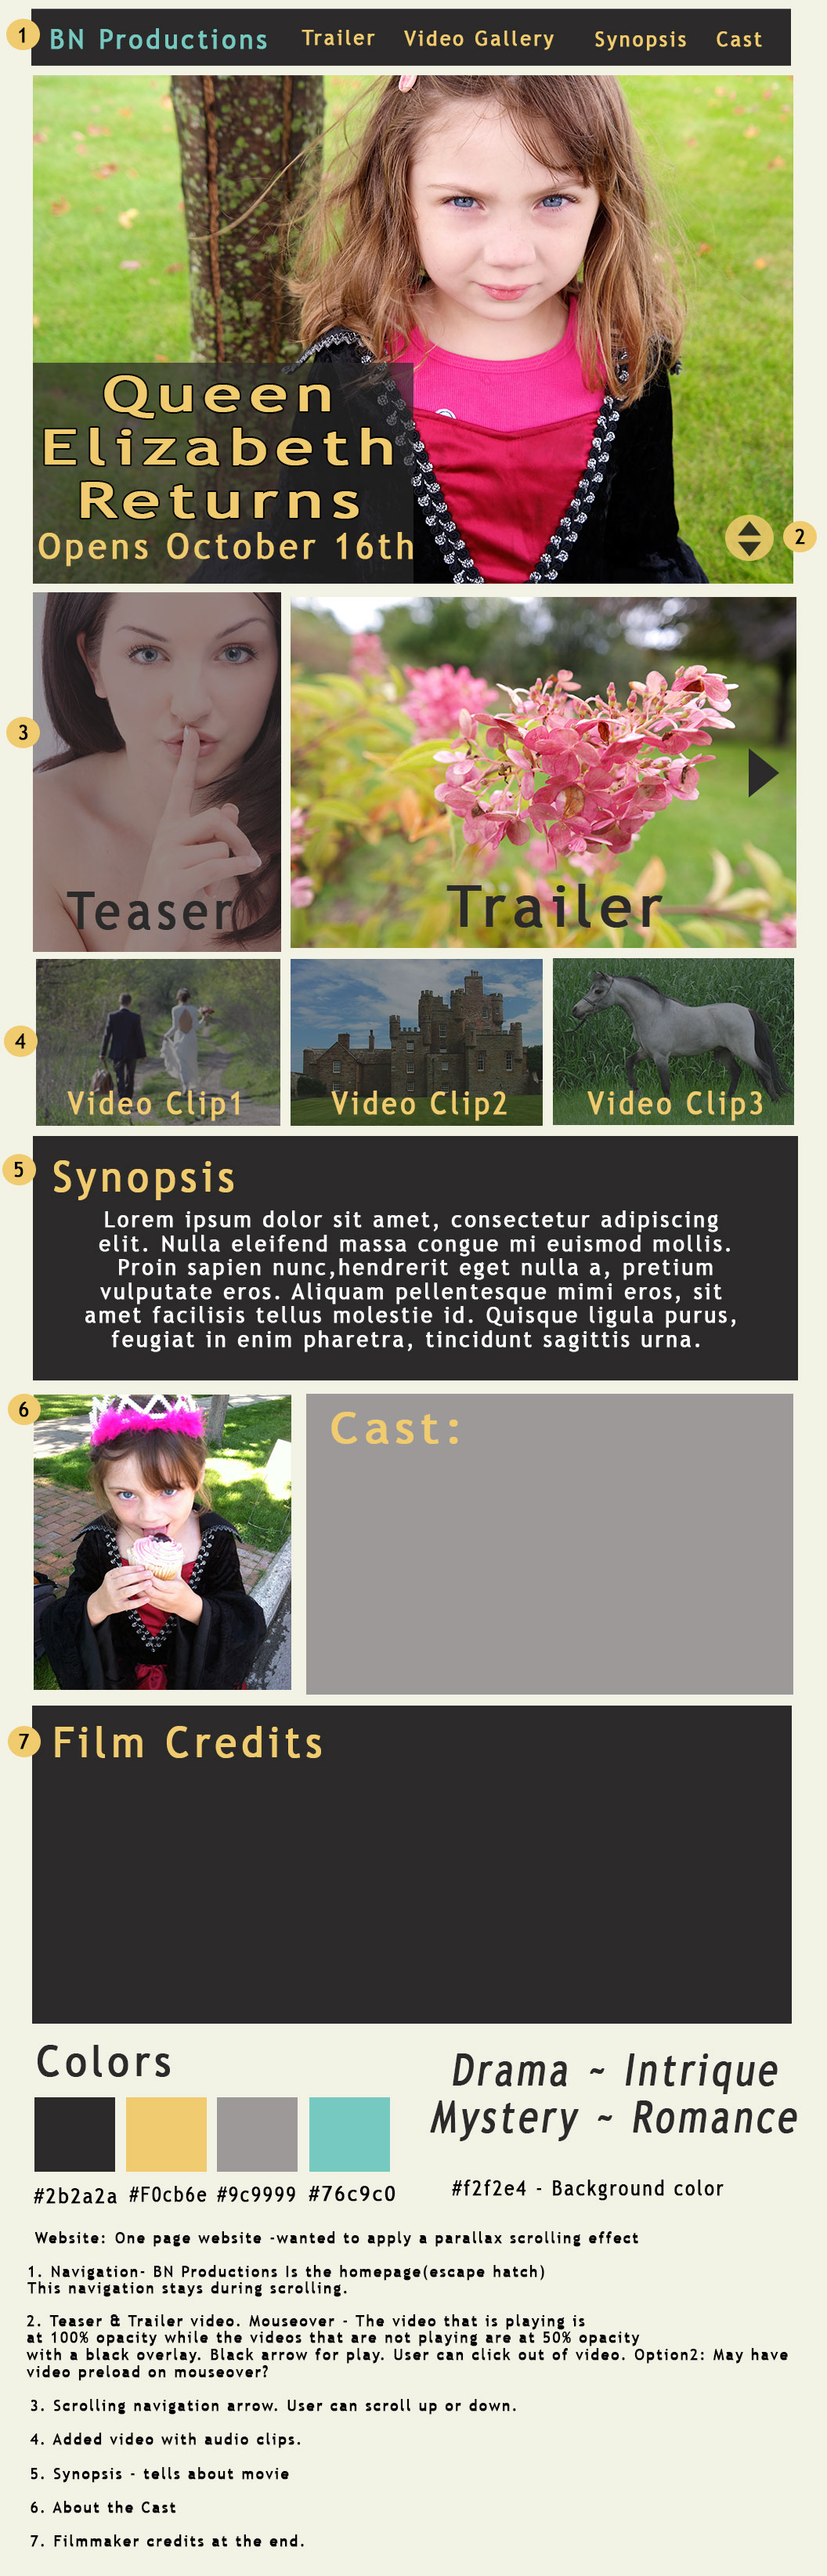 1 BN Productions Trailer Video Gallery Synopsis Cast
Queen
Elizabeth
Returns
Opens October 16th
2
3
Teaser
Trailer
4
Video Clip1
Video Clip2
Video Clip3
5
Synopsis
Lorem ipsum dolor sit amet, consectetur adipiscing
elit. Nulla eleifend massa congue mi euismod mollis.
Proin sapien nunc,hendrerit eget nulla a, pretium
vulputate eros. Aliquam pellentesque mimi eros, sit
amet facilisis tellus molestie id. Quisque ligula purus,
feugiat in enim pharetra, tincidunt sagittis urna.
6
Cast:
7
Film Credits
Colors
Drama ~ Intrique
Mystery ~ Romance
#2b2a2a #F0cb6e #9c9999 #76c9c0
#f2f2e4 - Background color
Website: One page website -wanted to apply a parallax scrolling effect
1. Navigation- BN Productions Is the homepage(escape hatch)
This navigation stays during scrolling.
2. Teaser & Trailer video. Mouseover - The video that is playing is
at 100% opacity while the videos that are not playing are at 50% opacity
with a black overlay. Black arrow for play. User can click out of video. Option2: May have
video preload on mouseover?
3. Scrolling navigation arrow. User can scroll up or down.
4. Added video with audio clips.
5. Synopsis - tells about movie
6. About the Cast
7. Filmmaker credits at the end.